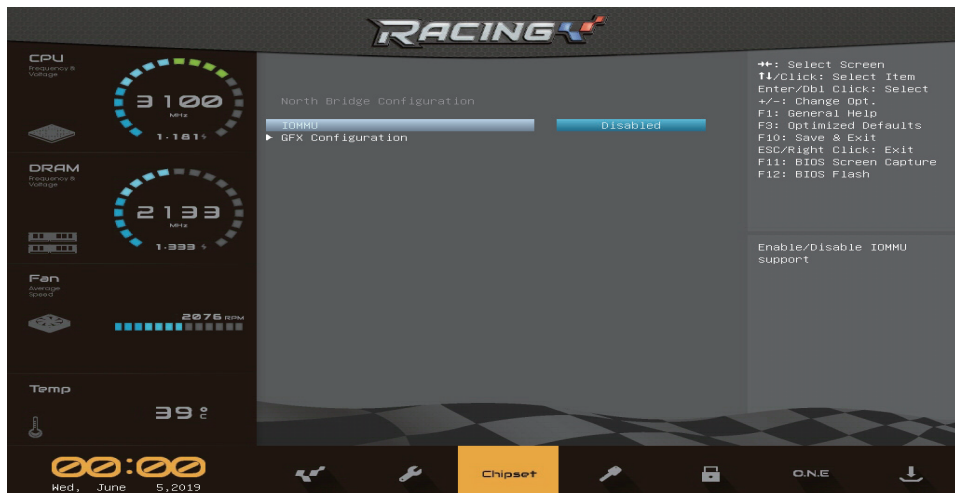 RACING
CPU
Frequency &
Voltage
3100
MHz
1.181
DRAM
Frequency &
Voltage
2133
MHz
1.333
Fan
Average
Speed
2076 RPM
Temp
39 °C
North Bridge Configuration
IOMMU Disabled
GFX Configuration
→←: Select Screen
↑↓/Click: Select Item
Enter/Dbl Click: Select
+/-: Change Opt.
F1: General Help
F3: Optimized Defaults
F10: Save & Exit
ESC/Right Click: Exit
F11: BIOS Screen Capture
F12: BIOS Flash
Enable/Disable IOMMU
support
00:00
Wed, June 5,2019
Chipset
O.N.E